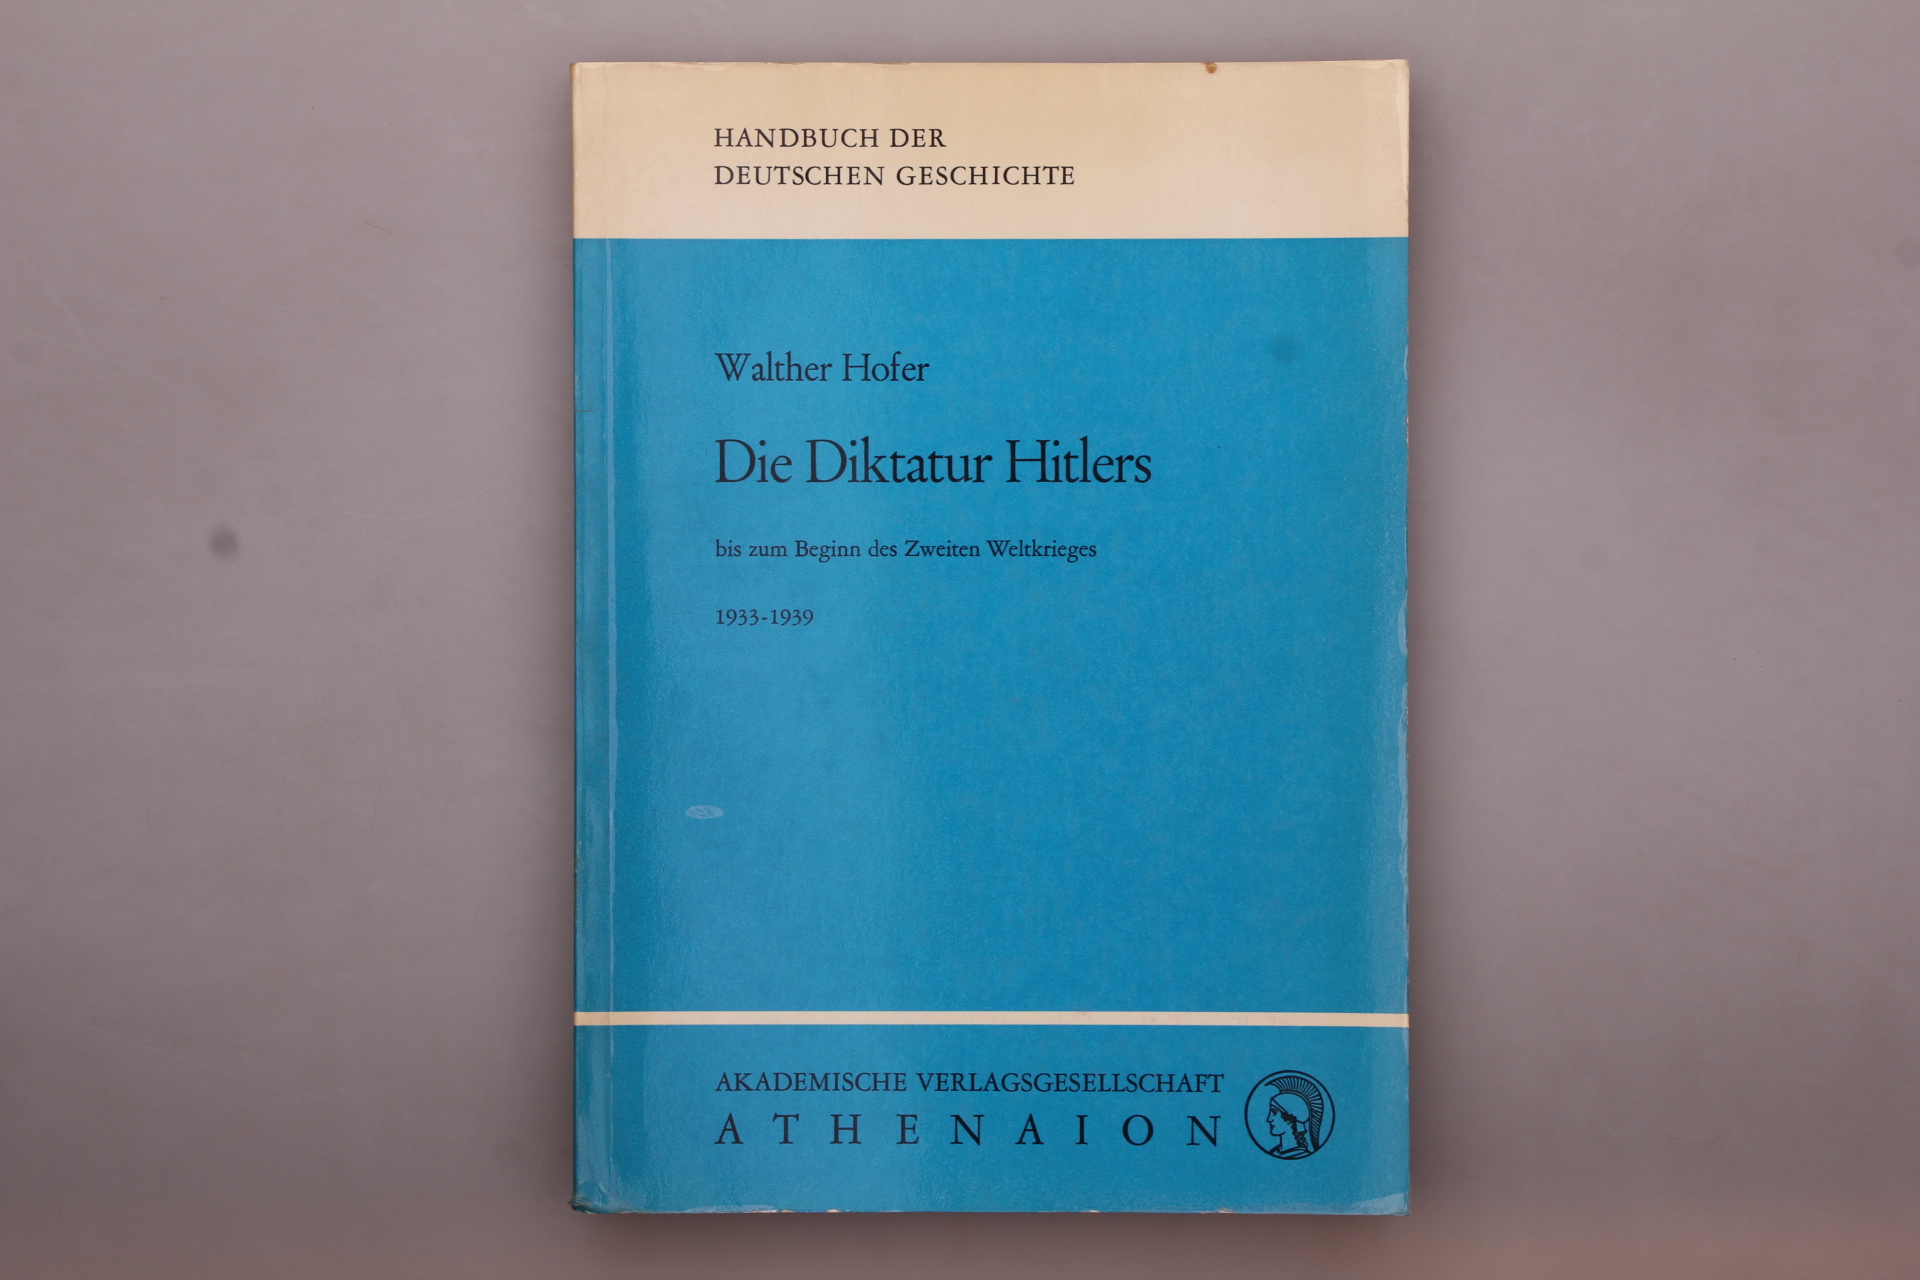 HANDBUCH DER
DEUTSCHEN GESCHICHTE
Walther Hofer
Die Diktatur Hitlers
bis zum Beginn des Zweiten Weltkrieges
1933-1939
AKADEMISCHE VERLAGSGESELLSCHAFT
ATHENAION